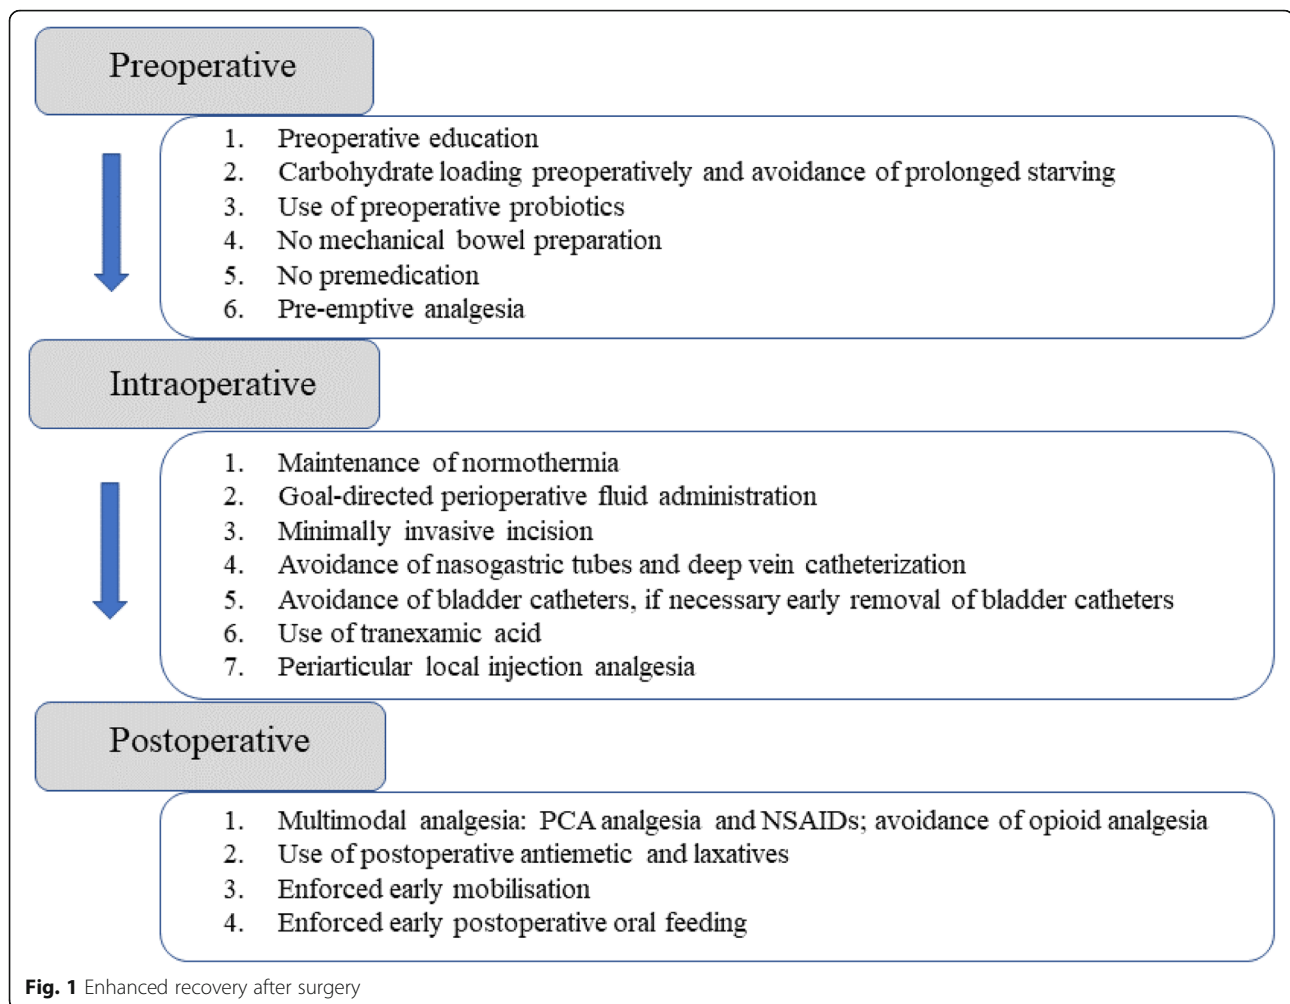 Preoperative
1. Preoperative education
2. Carbohydrate loading preoperatively and avoidance of prolonged starving
3. Use of preoperative probiotics
4. No mechanical bowel preparation
5. No premedication
6. Pre-emptive analgesia
Intraoperative
1. Maintenance of normothermia
2. Goal-directed perioperative fluid administration
3. Minimally invasive incision
4. Avoidance of nasogastric tubes and deep vein catheterization
5. Avoidance of bladder catheters, if necessary early removal of bladder catheters
6. Use of tranexamic acid
7. Periarticular local injection analgesia
Postoperative
1. Multimodal analgesia: PCA analgesia and NSAIDs; avoidance of opioid analgesia
2. Use of postoperative antiemetic and laxatives
3. Enforced early mobilisation
4. Enforced early postoperative oral feeding
Fig. 1 Enhanced recovery after surgery